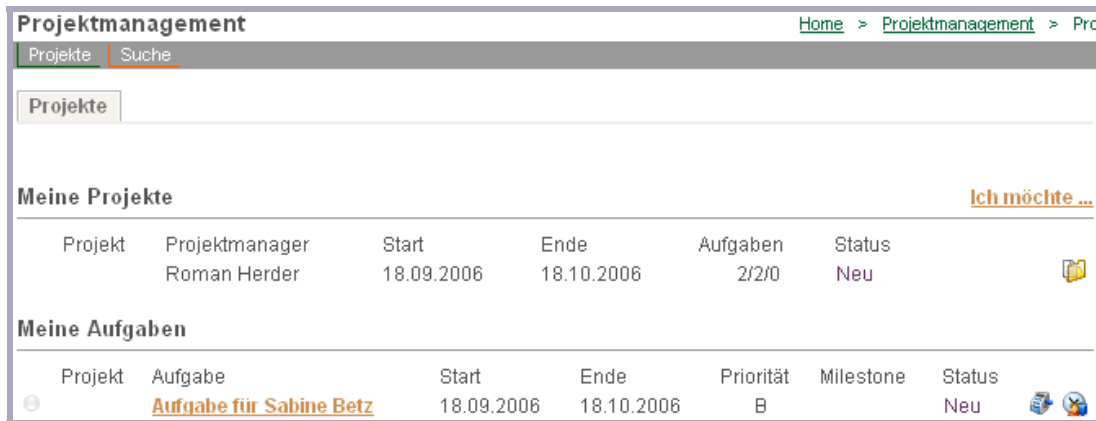 Projektmanagement Home > Projektmanagement > Pro
Projekte Suche
Projekte
Meine Projekte Ich möchte ...
Projekt Projektmanager Start Ende Aufgaben Status
Roman Herder 18.09.2006 18.10.2006 2/2/0 Neu
Meine Aufgaben
Projekt Aufgabe Start Ende Priorität Milestone Status
Aufgabe für Sabine Betz 18.09.2006 18.10.2006 B Neu